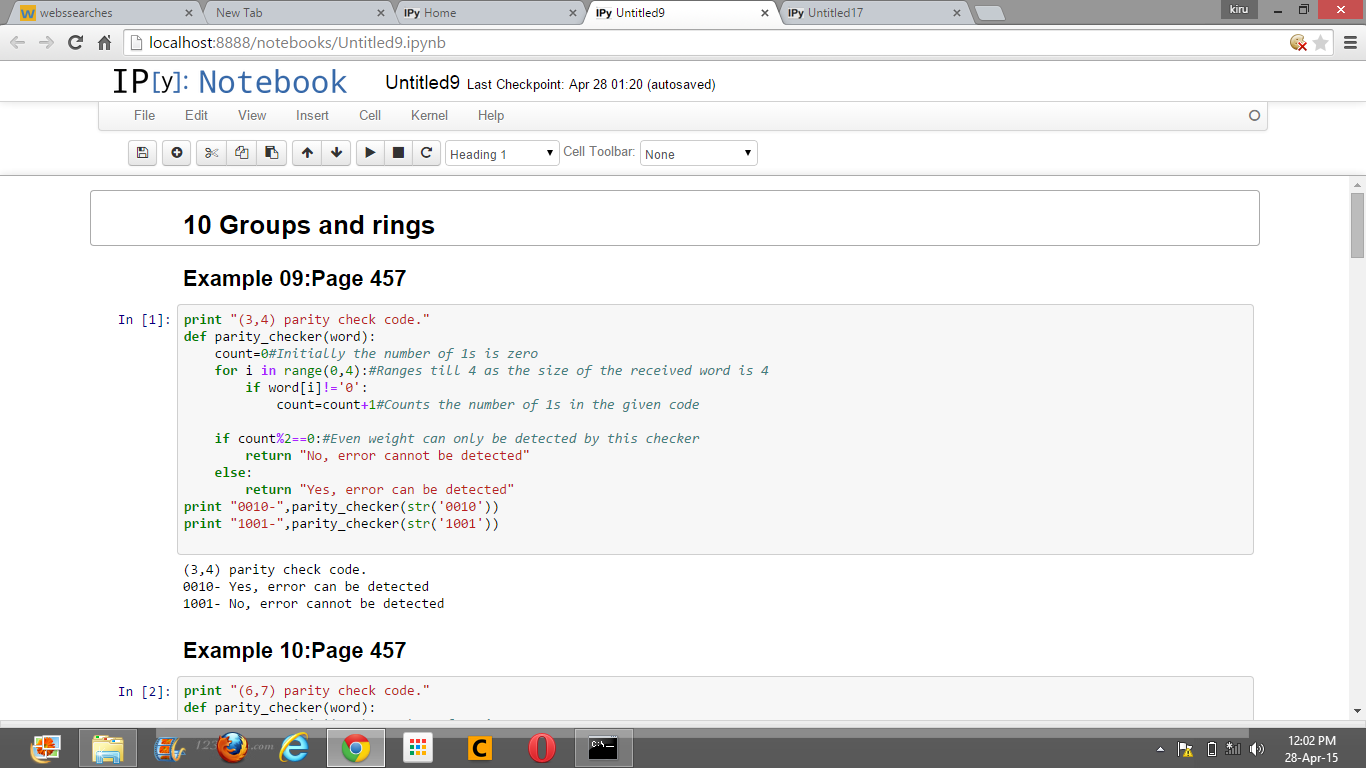 webssearches
New Tab
IPy Home
IPy Untitled9
IPy Untitled17
kiru
localhost:8888/notebooks/Untitled9.ipynb
IP[y]: Notebook
Untitled9 Last Checkpoint: Apr 28 01:20 (autosaved)
File Edit View Insert Cell Kernel Help
Heading 1 Cell Toolbar: None
10 Groups and rings
Example 09:Page 457
In [1]: print "(3,4) parity check code."
def parity_checker(word):
    count=0#Initially the number of 1s is zero
    for i in range(0,4):#Ranges till 4 as the size of the received word is 4
        if word[i]!='0':
            count=count+1#Counts the number of 1s in the given code
    if count%2==0:#Even weight can only be detected by this checker
        return "No, error cannot be detected"
    else:
        return "Yes, error can be detected"
print "0010-",parity_checker(str('0010'))
print "1001-",parity_checker(str('1001'))
(3,4) parity check code.
0010- Yes, error can be detected
1001- No, error cannot be detected
Example 10:Page 457
In [2]: print "(6,7) parity check code."
def parity_checker(word):
12:02 PM
28-Apr-15